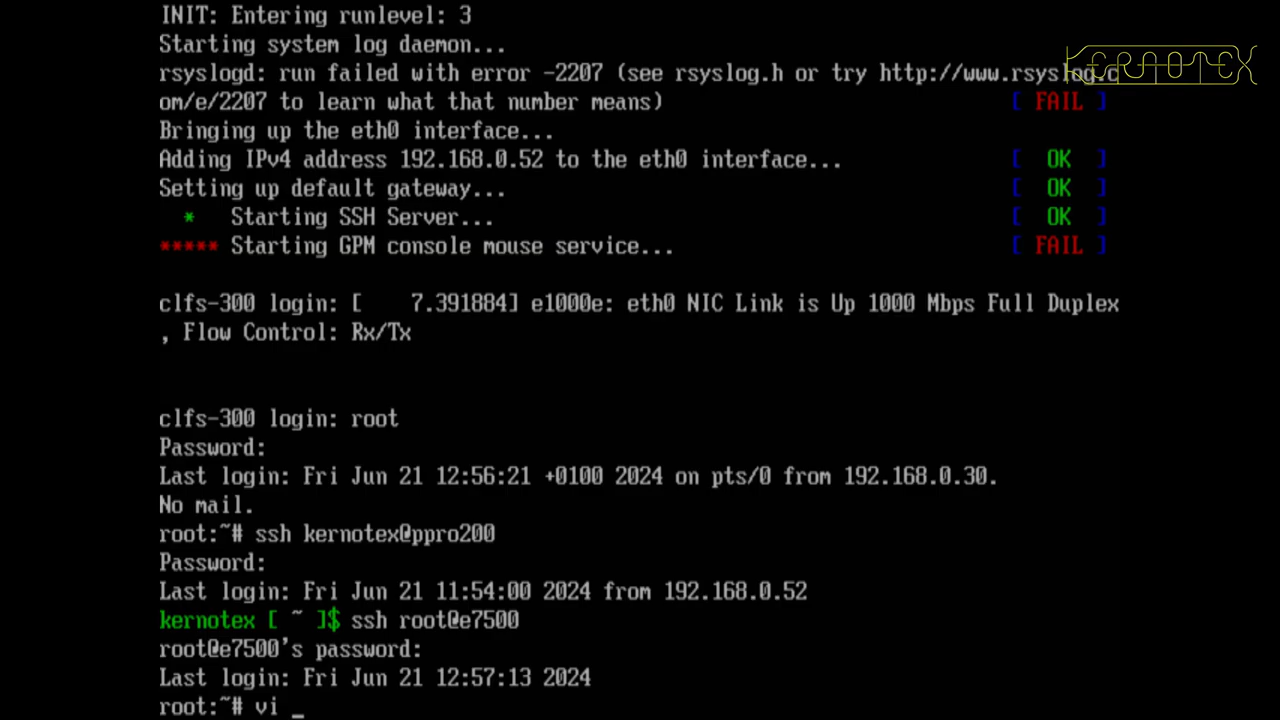 INIT: Entering runlevel: 3
Starting system log daemon...
KERNOTEX
rsyslogd: run failed with error -2207 (see rsyslog.h or try http://www.rsyslog.c
om/e/2207 to learn what that number means) [ FAIL ]
Bringing up the eth0 interface...
Adding IPv4 address 192.168.0.52 to the eth0 interface... [ OK ]
Setting up default gateway... [ OK ]
* Starting SSH Server... [ OK ]
***** Starting GPM console mouse service... [ FAIL ]
clfs-300 login: [ 7.391884] e1000e: eth0 NIC Link is Up 1000 Mbps Full Duplex
, Flow Control: Rx/Tx
clfs-300 login: root
Password:
Last login: Fri Jun 21 12:56:21 +0100 2024 on pts/0 from 192.168.0.30.
No mail.
root:~# ssh kernotex@ppro200
Password:
Last login: Fri Jun 21 11:54:00 2024 from 192.168.0.52
kernotex [ ~ ]$ ssh root@e7500
root@e7500's password:
Last login: Fri Jun 21 12:57:13 2024
root:~# vi _